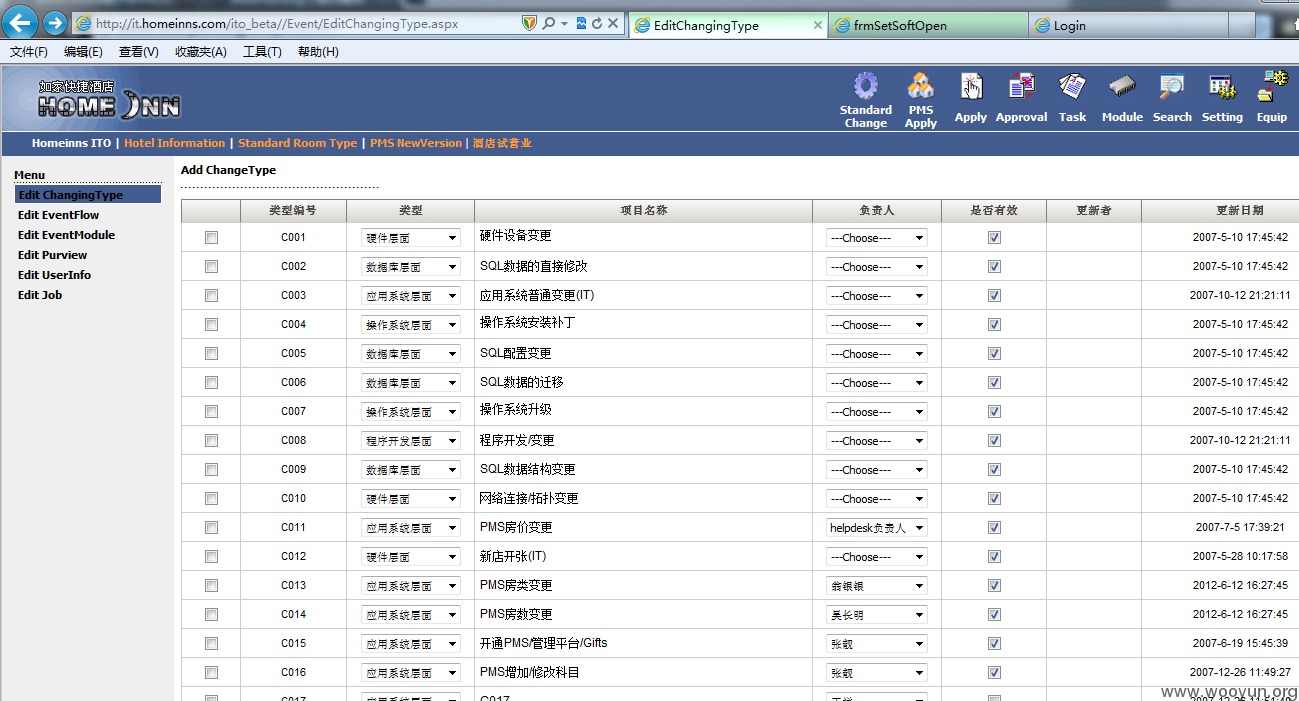 http://it.homeinns.com/ito_beta//Event/EditChangingType.aspx
EditChangingType
frmSetSoftOpen
Login
文件(F) 编辑(E) 查看(V) 收藏夹(A) 工具(T) 帮助(H)
如家快捷酒店
HOME INN
Standard Change
PMS Apply
Apply
Approval
Task
Module
Search
Setting
Equip
Homeinns ITO | Hotel Information | Standard Room Type | PMS NewVersion | 酒店试营业
Menu
Edit ChangingType
Edit EventFlow
Edit EventModule
Edit Purview
Edit UserInfo
Edit Job
Add ChangeType
类型编号 类型 项目名称 负责人 是否有效 更新者 更新日期
C001 硬件层面 硬件设备变更 ---Choose--- 2007-5-10 17:45:42
C002 数据库层面 SQL数据的直接修改 ---Choose--- 2007-5-10 17:45:42
C003 应用系统层面 应用系统普通变更(IT) ---Choose--- 2007-10-12 21:21:11
C004 操作系统层面 操作系统安装补丁 ---Choose--- 2007-5-10 17:45:42
C005 数据库层面 SQL配置变更 ---Choose--- 2007-5-10 17:45:42
C006 数据库层面 SQL数据的迁移 ---Choose--- 2007-5-10 17:45:42
C007 操作系统层面 操作系统升级 ---Choose--- 2007-5-10 17:45:42
C008 程序开发层面 程序开发/变更 ---Choose--- 2007-10-12 21:21:11
C009 数据库层面 SQL数据结构变更 ---Choose--- 2007-5-10 17:45:42
C010 硬件层面 网络连接/拓扑变更 ---Choose--- 2007-5-10 17:45:42
C011 应用系统层面 PMS房价变更 helpdesk负责人 2007-7-5 17:39:21
C012 硬件层面 新店开张(IT) ---Choose--- 2007-5-28 10:17:58
C013 应用系统层面 PMS房类变更 翁银银 2012-6-12 16:27:45
C014 应用系统层面 PMS房数变更 吴长明 2012-6-12 16:27:45
C015 应用系统层面 开通PMS/管理平台/Gifts 张靓 2007-6-19 15:45:39
C016 应用系统层面 PMS增加/修改科目 张靓 2007-12-26 11:49:27
C017 应用系统层面 C017
www.wooyun.org